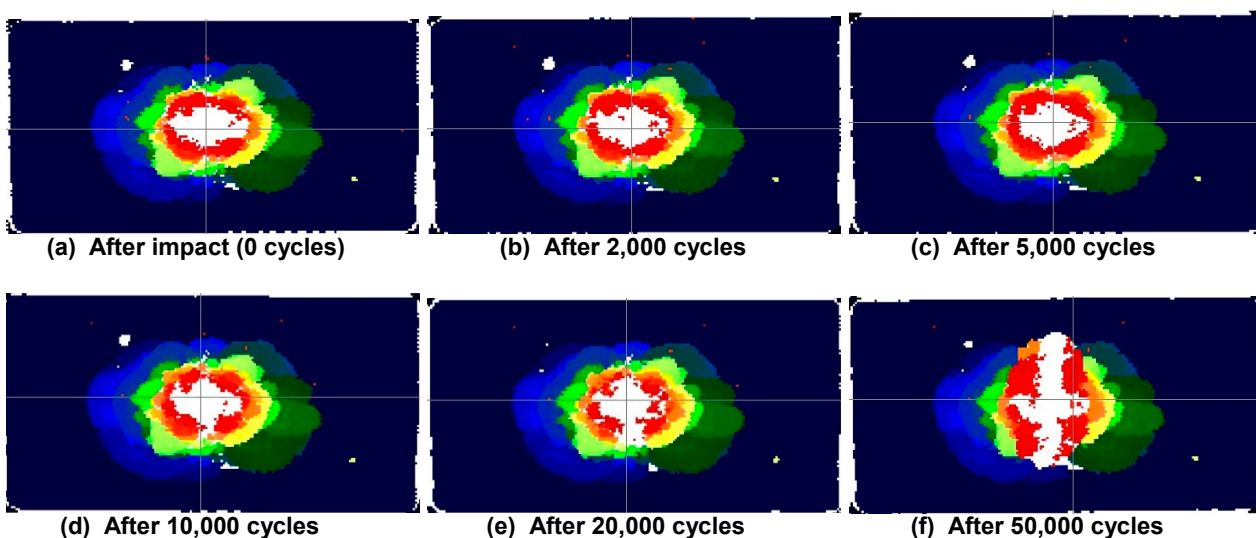 (a) After impact (0 cycles)
(b) After 2,000 cycles
(c) After 5,000 cycles
(d) After 10,000 cycles
(e) After 20,000 cycles
(f) After 50,000 cycles